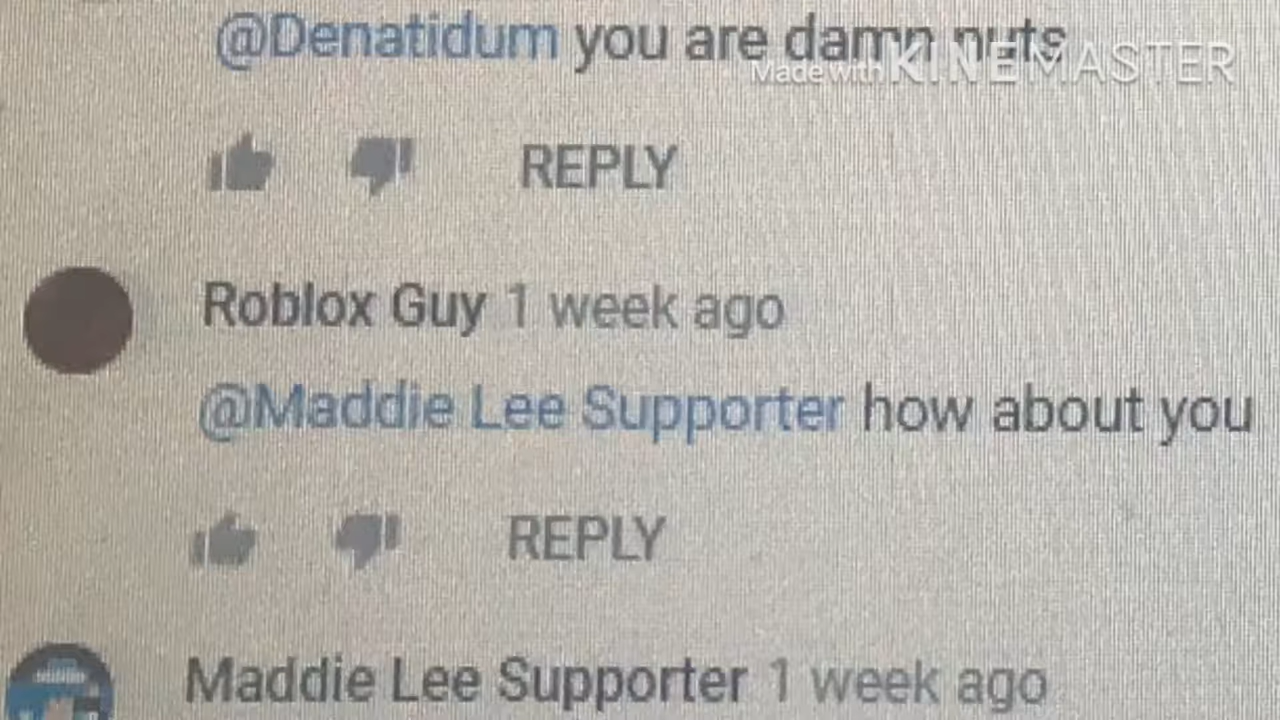 @Denatidum you are damn nuts
Made with KINEMASTER
REPLY
Roblox Guy 1 week ago
@Maddie Lee Supporter how about you
REPLY
Maddie Lee Supporter 1 week ago